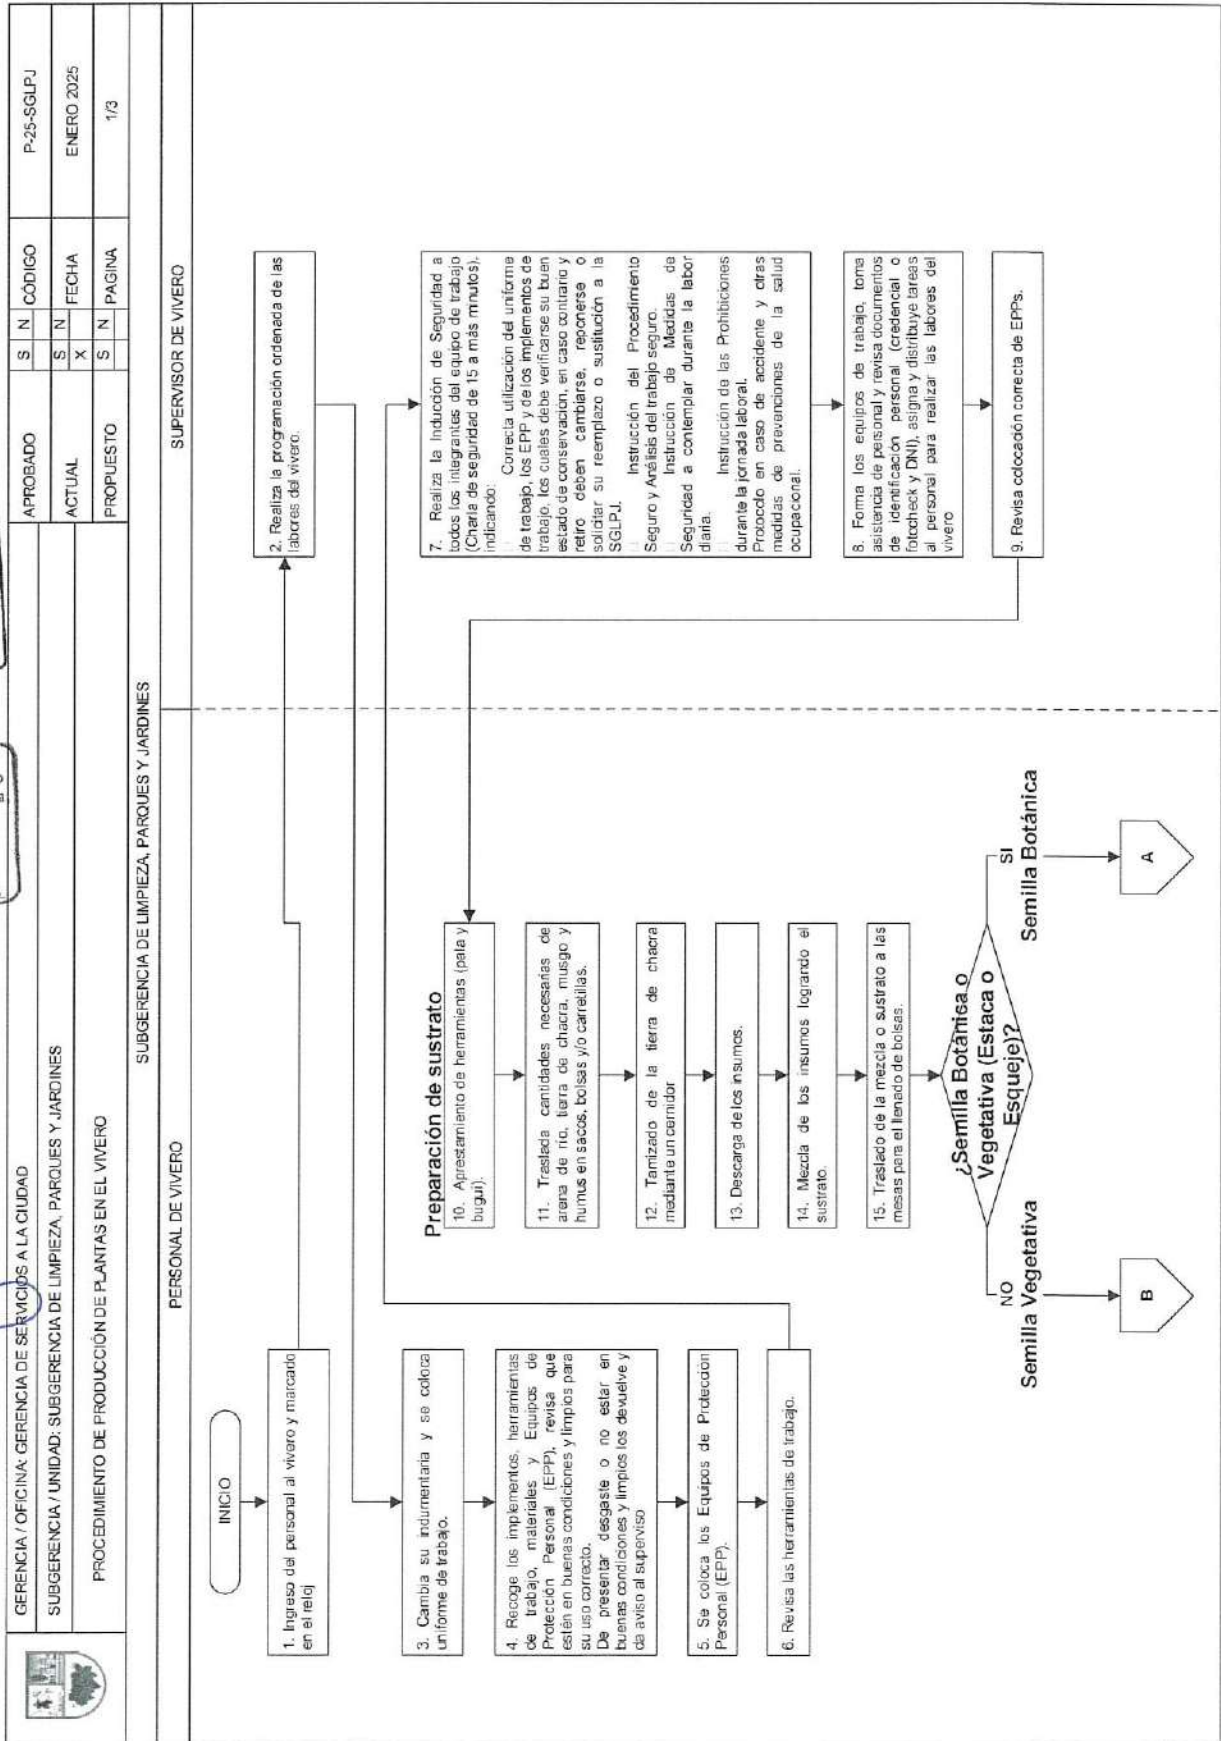 GERENCIA / OFICINA: GERENCIA DE SERVICIOS A LA CIUDAD
APROBADO
S N
CÓDIGO
P-25-SGLPJ
SUBGERENCIA / UNIDAD: SUBGERENCIA DE LIMPIEZA, PARQUES Y JARDINES
ACTUAL
S N
X
FECHA
ENERO 2025
PROCEDIMIENTO DE PRODUCCIÓN DE PLANTAS EN EL VIVERO
PROPUESTO
S N
PAGINA
1/3
SUBGERENCIA DE LIMPIEZA, PARQUES Y JARDINES
PERSONAL DE VIVERO
SUPERVISOR DE VIVERO
INICIO
1. Ingreso del personal al vivero y marcado
en el reloj
2. Realiza la programación ordenada de las
labores del vivero.
3. Cambia su indumentaria y se coloca
uniforme de trabajo.
4. Recoge los implementos, herramientas
de trabajo, materiales y Equipos de
Protección Personal (EPP), revisa que
estén en buenas condiciones y limpios para
su uso correcto.
De presentar desgaste o no estar en
buenas condiciones y limpios los devuelve y
da aviso al superviso
5. Se coloca los Equipos de Protección
Personal (EPP).
6. Revisa las herramientas de trabajo.
7. Realiza la Inducción de Seguridad a
todos los integrantes del equipo de trabajo
(Charla de seguridad de 15 a más minutos),
indicando:
Correcta utilización del uniforme
de trabajo, los EPP y de los implementos de
trabajo, los cuales debe verificarse su buen
estado de conservación, en caso contrario y
retiro deben cambiarse, reponerse o
solicitar su reemplazo o sustitución a la
SGLPJ.
Instrucción del Procedimiento
Seguro y Análisis del trabajo seguro.
Instrucción de Medidas de
Seguridad a contemplar durante la labor
diaria.
Instrucción de las Prohibiciones
durante la jornada laboral.
Protocolo en caso de accidente y otras
medidas de prevenciones de la salud
ocupacional.
8. Forma los equipos de trabajo, toma
asistencia de personal y revisa documentos
de identificación personal (credencial o
fotocheck y DNI), asigna y distribuye tareas
al personal para realizar las labores del
vivero
9. Revisa colocación correcta de EPPs.
Preparación de sustrato
10. Aprestamiento de herramientas (pala y
bugui).
11. Traslada cantidades necesarias de
arena de río, tierra de chacra, musgo y
humus en sacos, bolsas y/o carretillas.
12. Tamizado de la tierra de chacra
mediante un cernidor
13. Descarga de los insumos.
14. Mezcla de los insumos logrando el
sustrato.
15. Traslado de la mezcla o sustrato a las
mesas para el llenado de bolsas.
¿Semilla Botánica o
Vegetativa (Estaca o
Esqueje)?
NO
Semilla Vegetativa
SI
Semilla Botánica
B
A